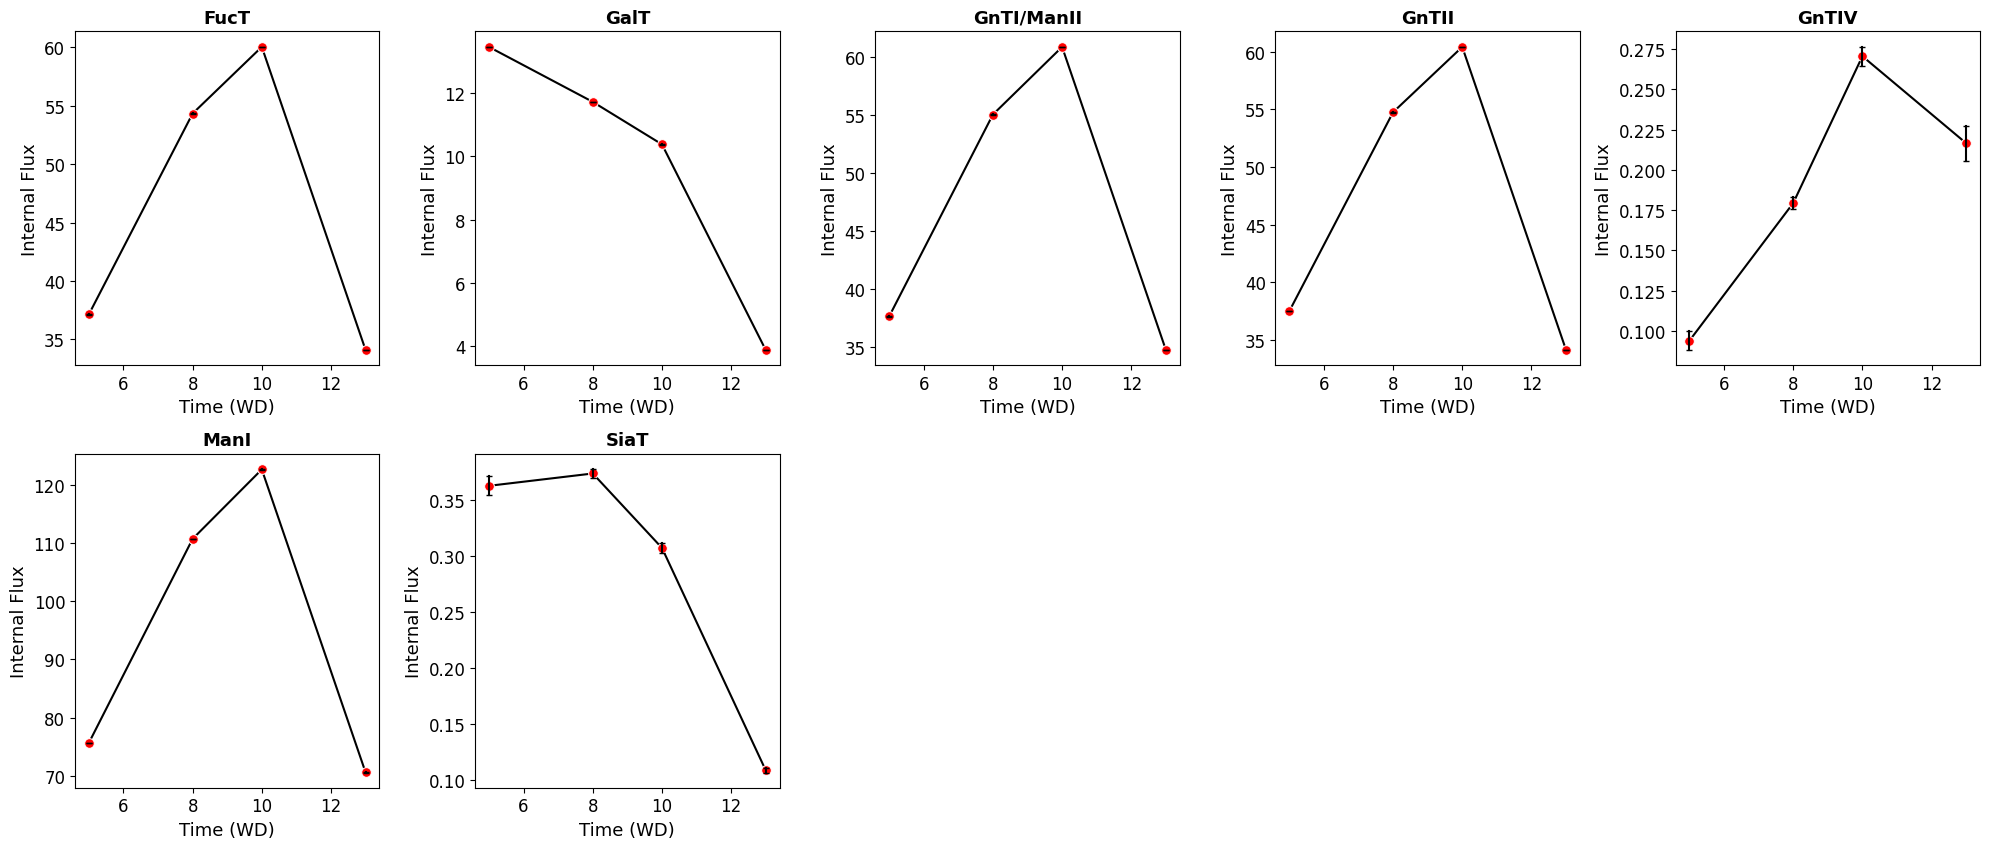 FucT
60
55
50
45
40
35
Internal Flux
6 8 10 12
Time (WD)
GalT
12
10
8
6
4
Internal Flux
6 8 10 12
Time (WD)
GnTI/ManII
60
55
50
45
40
35
Internal Flux
6 8 10 12
Time (WD)
GnTII
60
55
50
45
40
35
Internal Flux
6 8 10 12
Time (WD)
GnTIV
0.275
0.250
0.225
0.200
0.175
0.150
0.125
0.100
Internal Flux
6 8 10 12
Time (WD)
ManI
120
110
100
90
80
70
Internal Flux
6 8 10 12
Time (WD)
SiaT
0.35
0.30
0.25
0.20
0.15
0.10
Internal Flux
6 8 10 12
Time (WD)